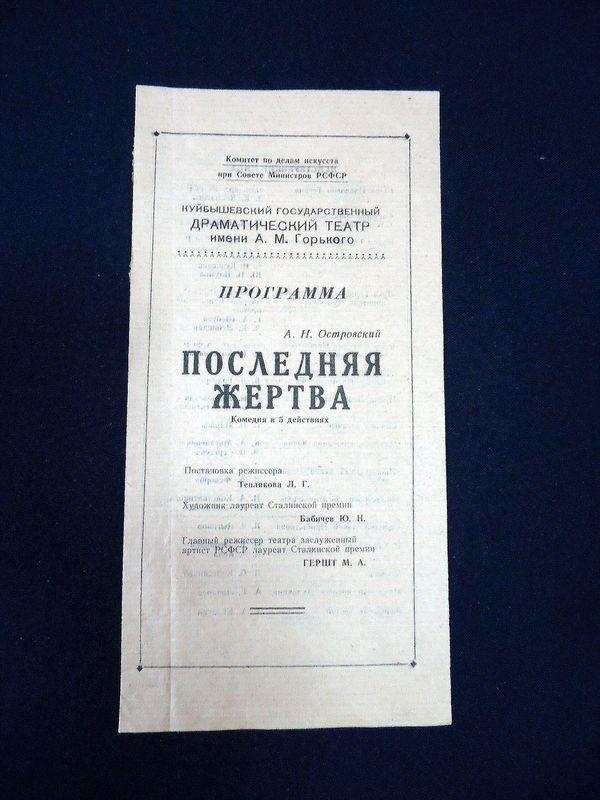 Комитет по делам искусств
при Совете Министров РСФСР
КУЙБЫШЕВСКИЙ ГОСУДАРСТВЕННЫЙ
ДРАМАТИЧЕСКИЙ ТЕАТР
имени А. М. Горького
ПРОГРАММА
А. Н. Островский
ПОСЛЕДНЯЯ
ЖЕРТВА
Комедия в 5 действиях
Постановка режиссера
Теплякова Л. Г.
Художник лауреат Сталинской премии
Бабичев Ю. И.
Главный режиссер театра заслуженный
артист РСФСР лауреат Сталинской премии
ГЕРШТ М. А.